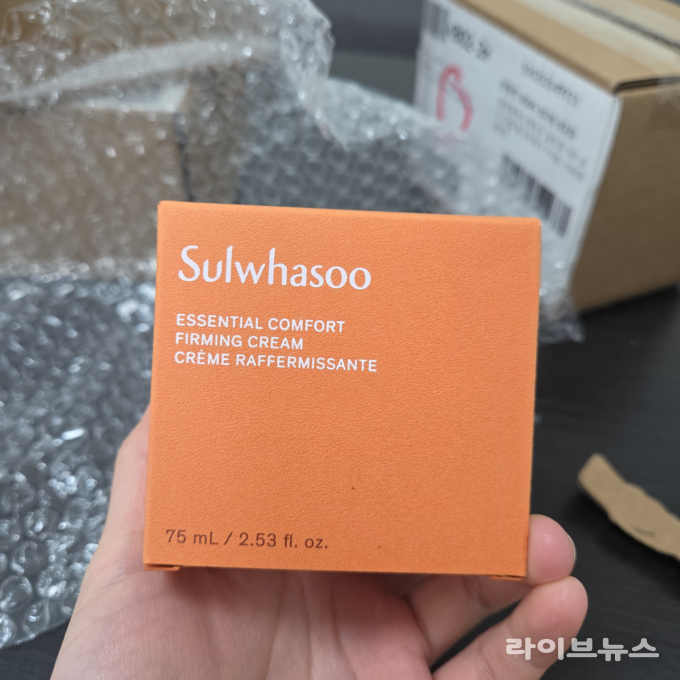 Sulwhasoo
ESSENTIAL COMFORT
FIRMING CREAM
CRÈME RAFFERMISSANTE
75 mL / 2.53 fl. oz.
라이브뉴스